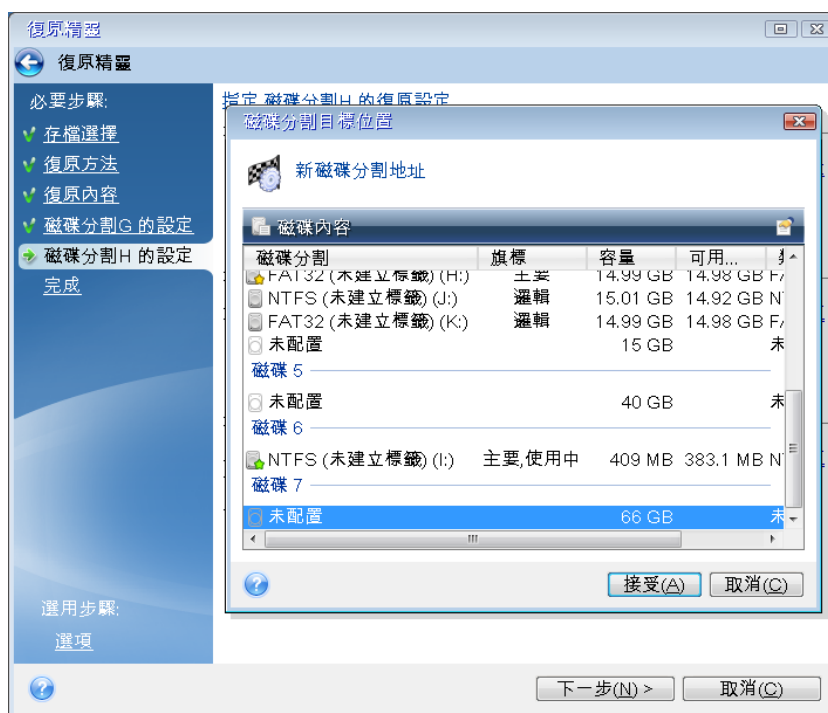 復原精靈
復原精靈
必要步驟:
存檔選擇
復原方法
復原內容
磁碟分割G 的設定
磁碟分割H 的設定
完成
選用步驟:
選項
指定 磁碟分割H 的復原設定
磁碟分割目標位置
新磁碟分割地址
磁碟內容
磁碟分割 旗標 容量 可用...
FAT32 (未建立標籤) (H:) 主要 14.99 GB 14.98 GB F
NTFS (未建立標籤) (J:) 邏輯 15.01 GB 14.92 GB N
FAT32 (未建立標籤) (K:) 邏輯 14.99 GB 14.98 GB F
未配置 15 GB 未
磁碟 5
未配置 40 GB 未
磁碟 6
NTFS (未建立標籤) (I:) 主要,使用中 409 MB 383.1 MB N
磁碟 7
未配置 66 GB 未
接受(A) 取消(C)
下一步(N) > 取消(C)